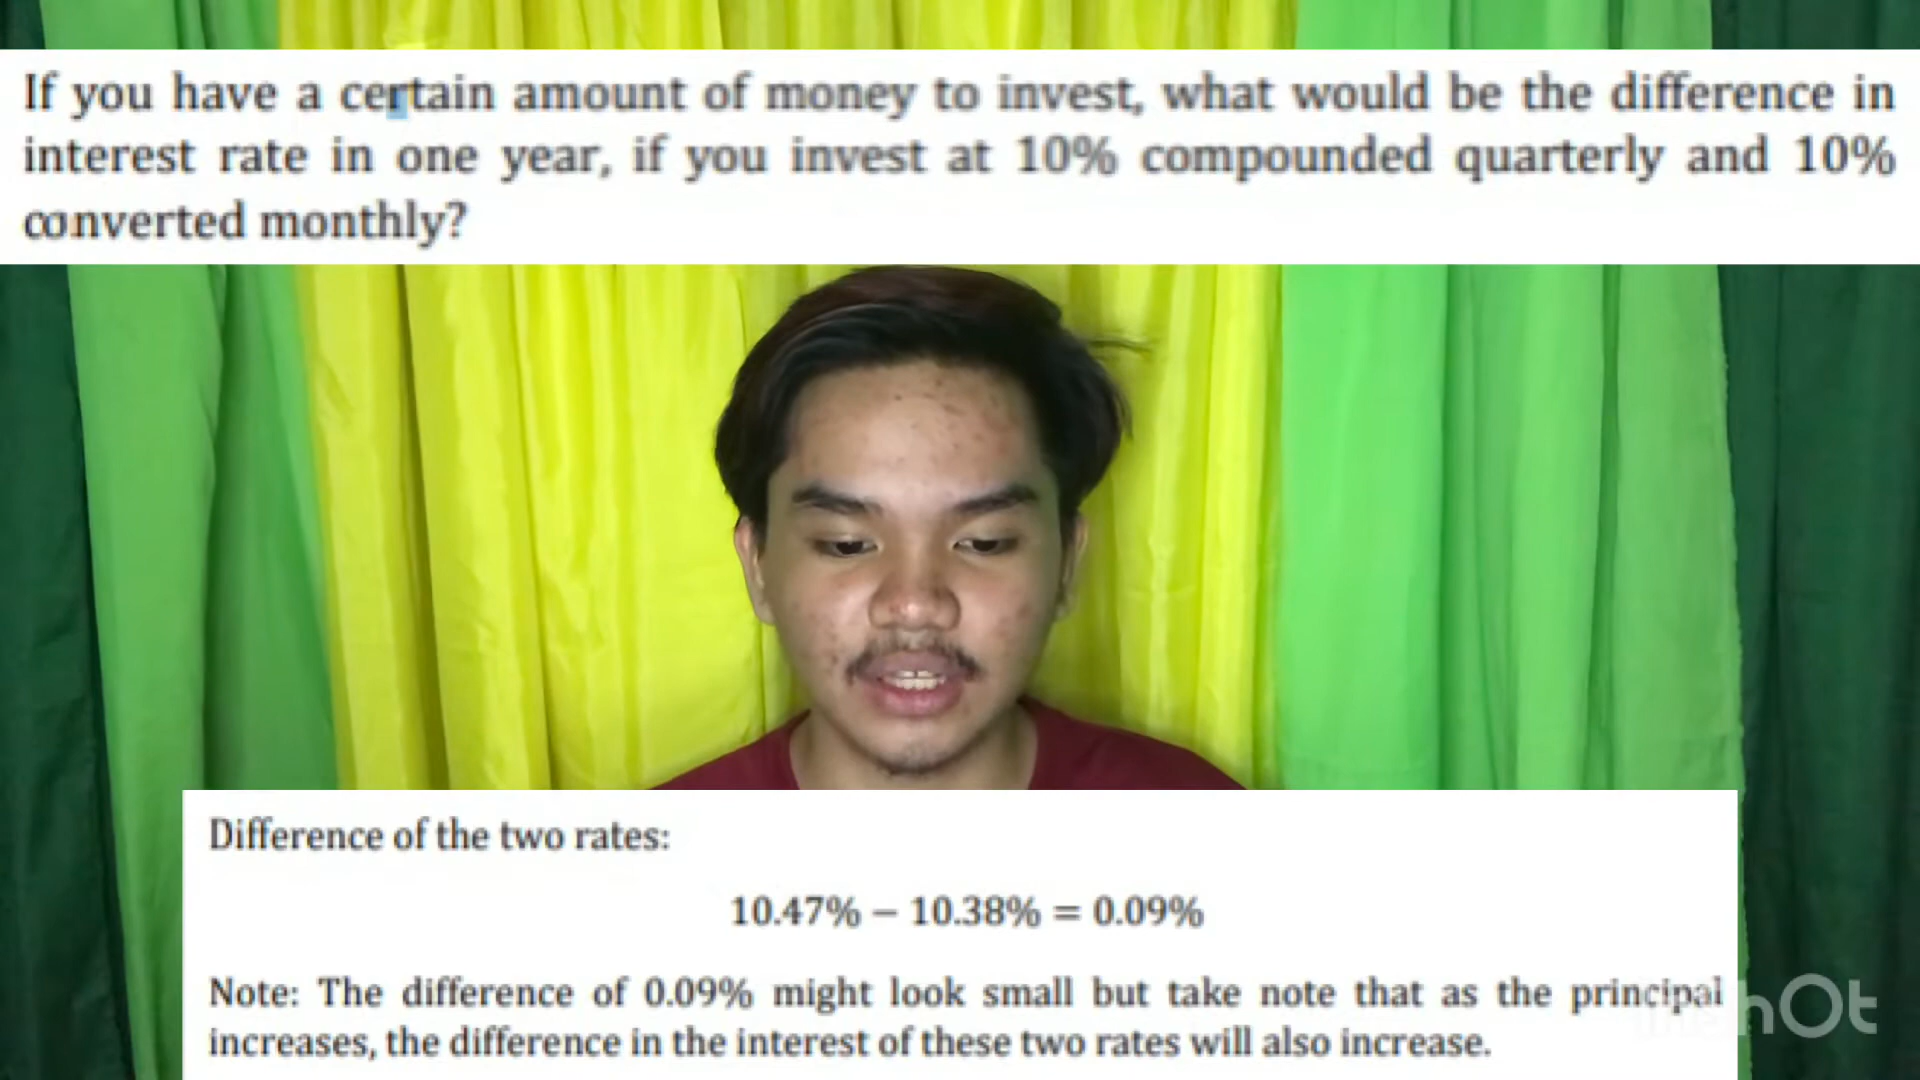 If you have a certain amount of money to invest, what would be the difference in
interest rate in one year, if you invest at 10% compounded quarterly and 10%
converted monthly?
Difference of the two rates:
10.47% − 10.38% = 0.09%
Note: The difference of 0.09% might look small but take note that as the principal
increases, the difference in the interest of these two rates will also increase.